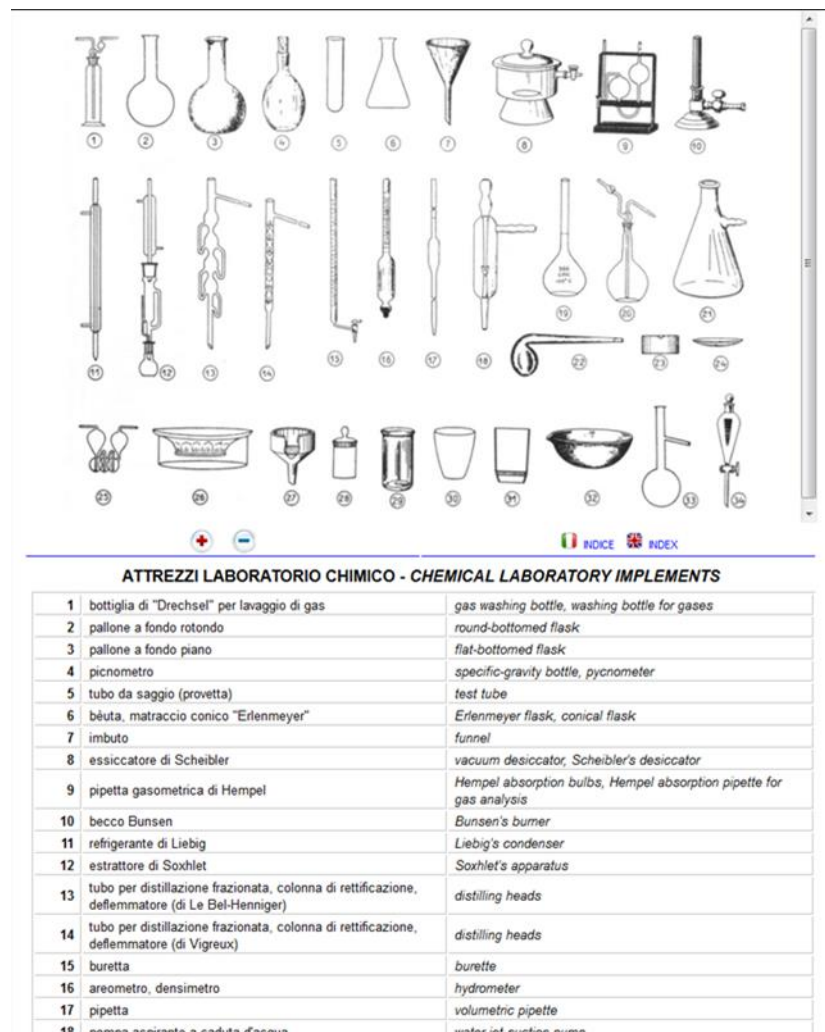 1 2 3 4 5 6 7 8 9 10
11 12 13 14 15 16 17 18 19 20 21
22 23 24
25 26 27 28 29 30 31 32 33 34
INDICE INDEX
ATTREZZI LABORATORIO CHIMICO - CHEMICAL LABORATORY IMPLEMENTS
1 bottiglia di "Drechsel" per lavaggio di gas gas washing bottle, washing bottle for gases
2 pallone a fondo rotondo round-bottomed flask
3 pallone a fondo piano flat-bottomed flask
4 picnometro specific-gravity bottle, pycnometer
5 tubo da saggio (provetta) test tube
6 bèuta, matraccio conico "Erlenmeyer" Erlenmeyer flask, conical flask
7 imbuto funnel
8 essiccatore di Scheibler vacuum desiccator, Scheibler's desiccator
9 pipetta gasometrica di Hempel Hempel absorption bulbs, Hempel absorption pipette for
gas analysis
10 becco Bunsen Bunsen's burner
11 refrigerante di Liebig Liebig's condenser
12 estrattore di Soxhlet Soxhlet's apparatus
13 tubo per distillazione frazionata, colonna di rettificazione,
deflemmatore (di Le Bel-Henniger) distilling heads
14 tubo per distillazione frazionata, colonna di rettificazione,
deflemmatore (di Vigreux) distilling heads
15 buretta burette
16 areometro, densimetro hydrometer
17 pipetta volumetric pipette
18 pompa aspirante a caduta d'acqua water jet suction pump